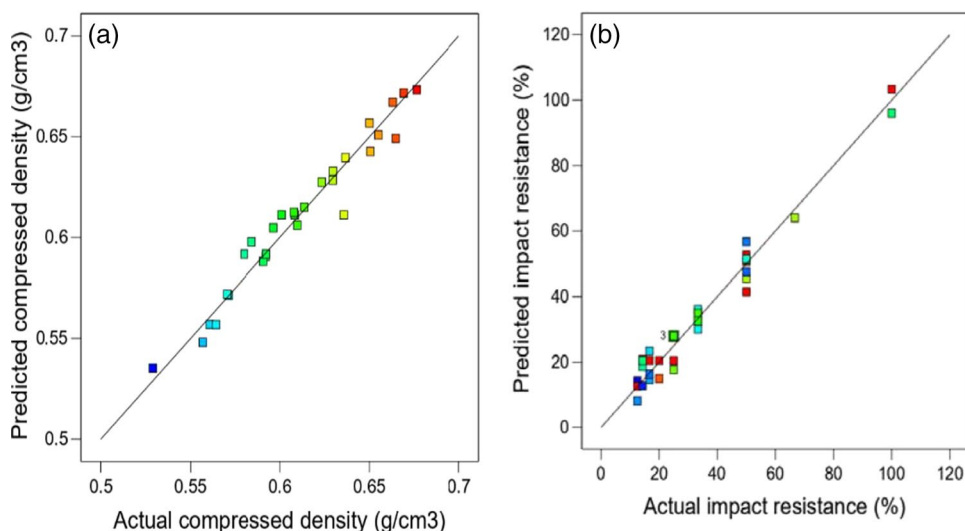 (a)
Predicted compressed density (g/cm3)
0.7
0.65
0.6
0.55
0.5
0.5 0.55 0.6 0.65 0.7
Actual compressed density (g/cm3)
(b)
Predicted impact resistance (%)
120
100
80
60
40
20
0
3
0 20 40 60 80 100 120
Actual impact resistance (%)